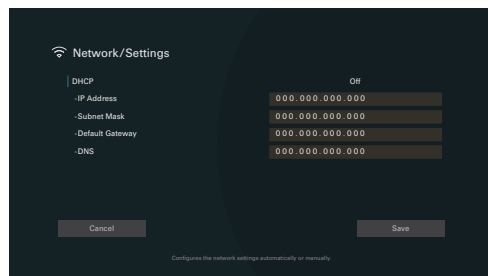 Network/Settings
DHCP Off
-IP Address 000.000.000.000
-Subnet Mask 000.000.000.000
-Default Gateway 000.000.000.000
-DNS 000.000.000.000
Cancel Save
Configures the network settings automatically or manually.